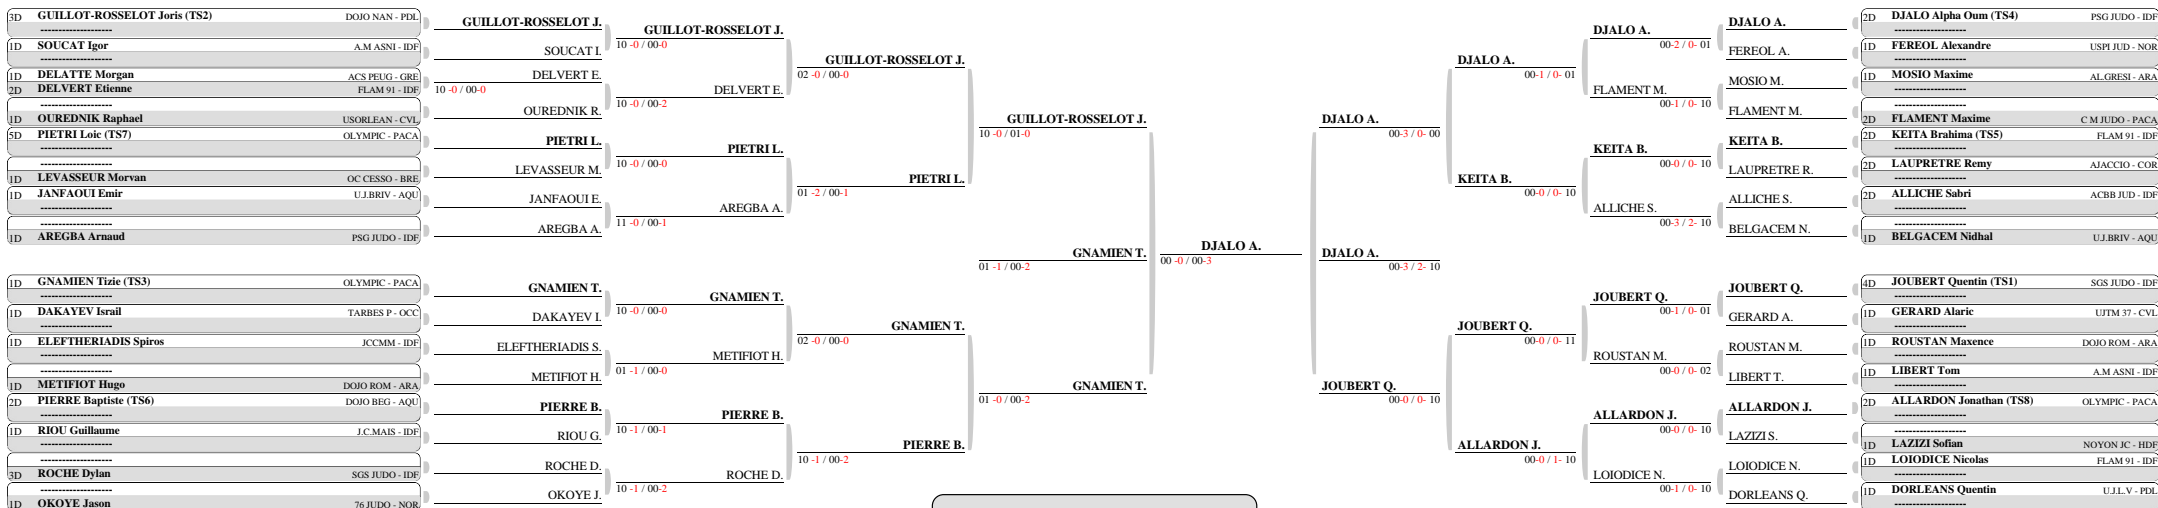 3D GUILLOT-ROSSELOT Joris (TS2) DOJO NAN - PDL
--------------------
1D SOUCAT Igor A.M ASNI - IDF
--------------------
1D DELATTE Morgan ACS PEUG - GRE
2D DELVERT Etienne FLAM 91 - IDF
--------------------
1D OUREDNIK Raphael USORLEAN - CVL
5D PIETRI Loic (TS7) OLYMPIC - PACA
--------------------
--------------------
1D LEVASSEUR Morvan OC CESSO - BRE
1D JANFAOUI Emir U.J.BRIV - AQU
--------------------
--------------------
1D AREGBA Arnaud PSG JUDO - IDF
1D GNAMIEN Tizie (TS3) OLYMPIC - PACA
--------------------
1D DAKAYEV Israil TARBES P - OCC
--------------------
1D ELEFTHERIADIS Spiros JCCMM - IDF
--------------------
--------------------
1D METIFIOT Hugo DOJO ROM - ARA
2D PIERRE Baptiste (TS6) DOJO BEG - AQU
--------------------
1D RIOU Guillaume J.C.MAIS - IDF
--------------------
--------------------
3D ROCHE Dylan SGS JUDO - IDF
--------------------
1D OKOYE Jason 76 JUDO - NOR
GUILLOT-ROSSELOT J.
SOUCAT I.
DELVERT E.
10 -0 / 00-0
OUREDNIK R.
PIETRI L.
LEVASSEUR M.
JANFAOUI E.
AREGBA A.
GNAMIEN T.
DAKAYEV I.
ELEFTHERIADIS S.
METIFIOT H.
PIERRE B.
RIOU G.
ROCHE D.
OKOYE J.
GUILLOT-ROSSELOT J.
10 -0 / 00-0
DELVERT E.
10 -0 / 00-2
PIETRI L.
10 -0 / 00-0
AREGBA A.
11 -0 / 00-1
GNAMIEN T.
10 -0 / 00-0
METIFIOT H.
01 -1 / 00-0
PIERRE B.
10 -1 / 00-1
ROCHE D.
10 -1 / 00-2
GUILLOT-ROSSELOT J.
02 -0 / 00-0
PIETRI L.
01 -2 / 00-1
GNAMIEN T.
02 -0 / 00-0
PIERRE B.
10 -1 / 00-2
GUILLOT-ROSSELOT J.
10 -0 / 01-0
GNAMIEN T.
01 -1 / 00-2
GNAMIEN T.
01 -0 / 00-2
DJALO A.
00 -0 / 00-3
DJALO A.
00-3 / 0- 00
DJALO A.
00-3 / 2- 10
JOUBERT Q.
00-0 / 0- 10
DJALO A.
00-1 / 0- 01
KEITA B.
00-0 / 0- 10
JOUBERT Q.
00-0 / 0- 11
ALLARDON J.
00-0 / 1- 10
DJALO A.
00-2 / 0- 01
FLAMENT M.
00-1 / 0- 10
KEITA B.
00-0 / 0- 10
ALLICHE S.
00-3 / 2- 10
JOUBERT Q.
00-1 / 0- 01
ROUSTAN M.
00-0 / 0- 02
ALLARDON J.
00-0 / 0- 10
LOIODICE N.
00-1 / 0- 10
DJALO A.
FEREOL A.
MOSIO M.
FLAMENT M.
KEITA B.
LAUPRETRE R.
ALLICHE S.
BELGACEM N.
JOUBERT Q.
GERARD A.
ROUSTAN M.
LIBERT T.
ALLARDON J.
LAZIZI S.
LOIODICE N.
DORLEANS Q.
2D DJALO Alpha Oum (TS4) PSG JUDO - IDF
--------------------
1D FEREOL Alexandre USPI JUD - NOR
--------------------
1D MOSIO Maxime AL.GRESI - ARA
--------------------
--------------------
2D FLAMENT Maxime C M JUDO - PACA
2D KEITA Brahima (TS5) FLAM 91 - IDF
--------------------
2D LAUPRETRE Remy AJACCIO - COR
--------------------
2D ALLICHE Sabri ACBB JUD - IDF
--------------------
--------------------
1D BELGACEM Nidhal U.J.BRIV - AQU
4D JOUBERT Quentin (TS1) SGS JUDO - IDF
--------------------
1D GERARD Alaric UJTM 37 - CVL
--------------------
1D ROUSTAN Maxence DOJO ROM - ARA
--------------------
1D LIBERT Tom A.M ASNI - IDF
--------------------
2D ALLARDON Jonathan (TS8) OLYMPIC - PACA
--------------------
--------------------
1D LAZIZI Sofian NOYON JC - HDF
1D LOIODICE Nicolas FLAM 91 - IDF
--------------------
1D DORLEANS Quentin U.J.L.V - PDL
--------------------